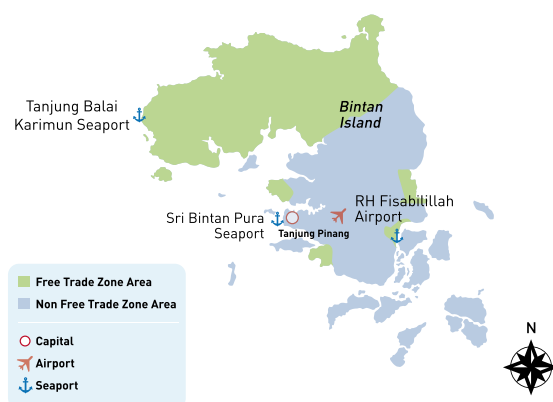 Bintan
Island
Tanjung Balai
Karimun Seaport
RH Fisabilillah
Airport
Sri Bintan Pura
Seaport
Tanjung Pinang
Free Trade Zone Area
Non Free Trade Zone Area
Capital
Airport
Seaport
N